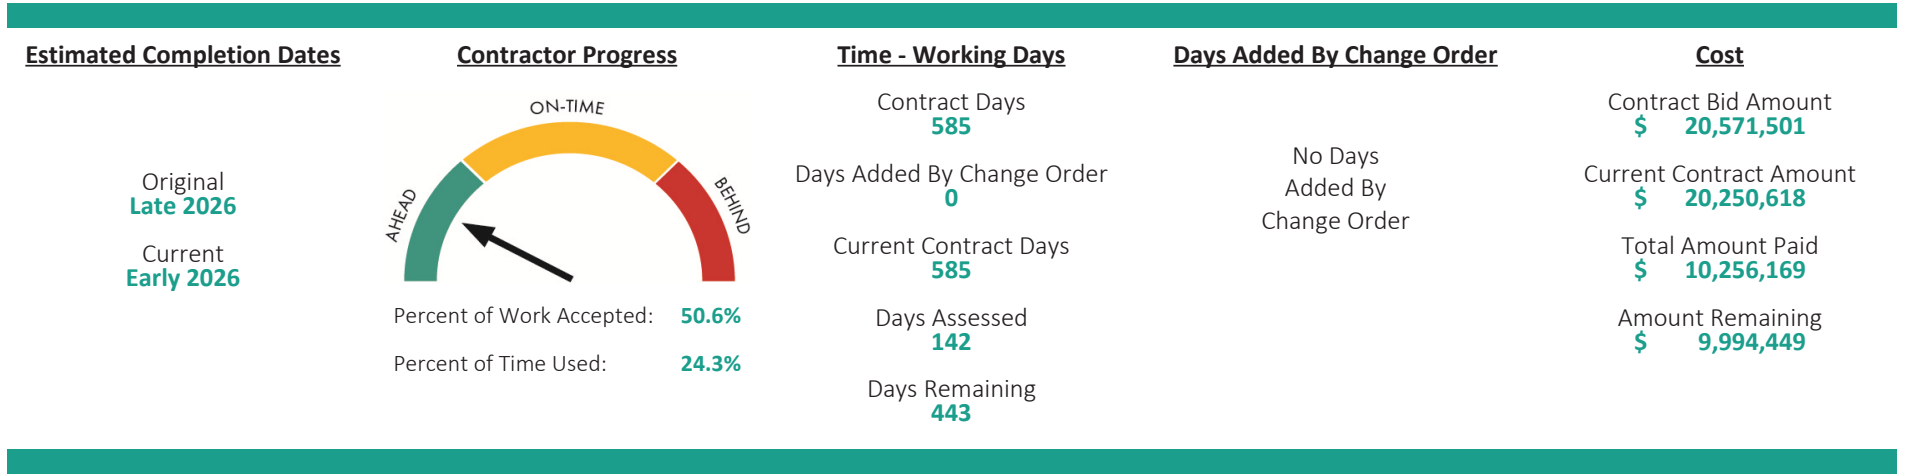 Estimated Completion Dates
Original
Late 2026
Current
Early 2026
Contractor Progress
ON-TIME
AHEAD
BEHIND
Percent of Work Accepted: 50.6%
Percent of Time Used: 24.3%
Time - Working Days
Contract Days
585
Days Added By Change Order
0
Current Contract Days
585
Days Assessed
142
Days Remaining
443
Days Added By Change Order
No Days
Added By
Change Order
Cost
Contract Bid Amount
$ 20,571,501
Current Contract Amount
$ 20,250,618
Total Amount Paid
$ 10,256,169
Amount Remaining
$ 9,994,449